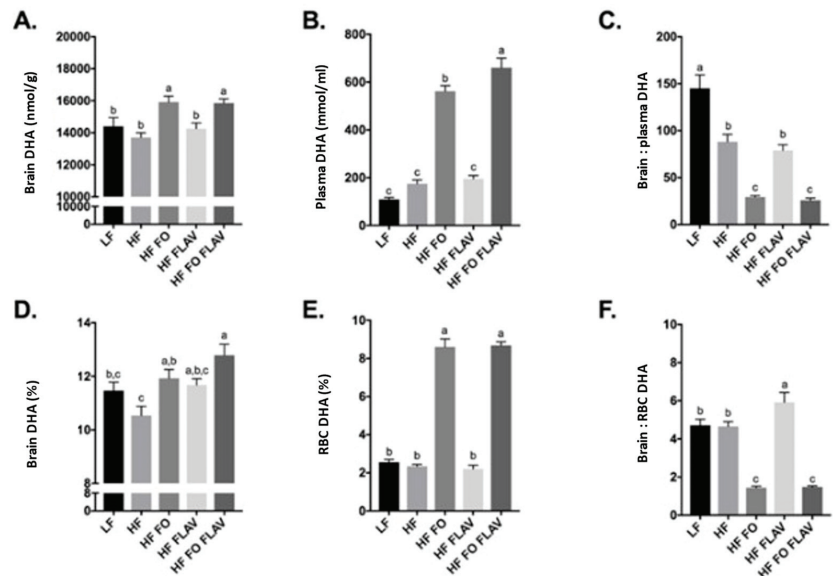 A.
Brain DHA (nmol/g)
20000
18000
16000
14000
12000
10000
10000
0
b
b
a
b
a
LF
HF
HF FO
HF FLAV
HF FO FLAV
B.
Plasma DHA (mmol/ml)
800
600
400
200
0
c
c
b
c
a
LF
HF
HF FO
HF FLAV
HF FO FLAV
C.
Brain : plasma DHA
200
150
100
50
0
a
b
c
b
c
LF
HF
HF FO
HF FLAV
HF FO FLAV
D.
Brain DHA (%)
14
12
10
8
8
0
b,c
c
a,b
a,b,c
a
LF
HF
HF FO
HF FLAV
HF FO FLAV
E.
RBC DHA (%)
10
8
6
4
2
0
b
b
a
b
a
LF
HF
HF FO
HF FLAV
HF FO FLAV
F.
Brain : RBC DHA
10
8
6
4
2
0
b
b
c
a
c
LF
HF
HF FO
HF FLAV
HF FO FLAV